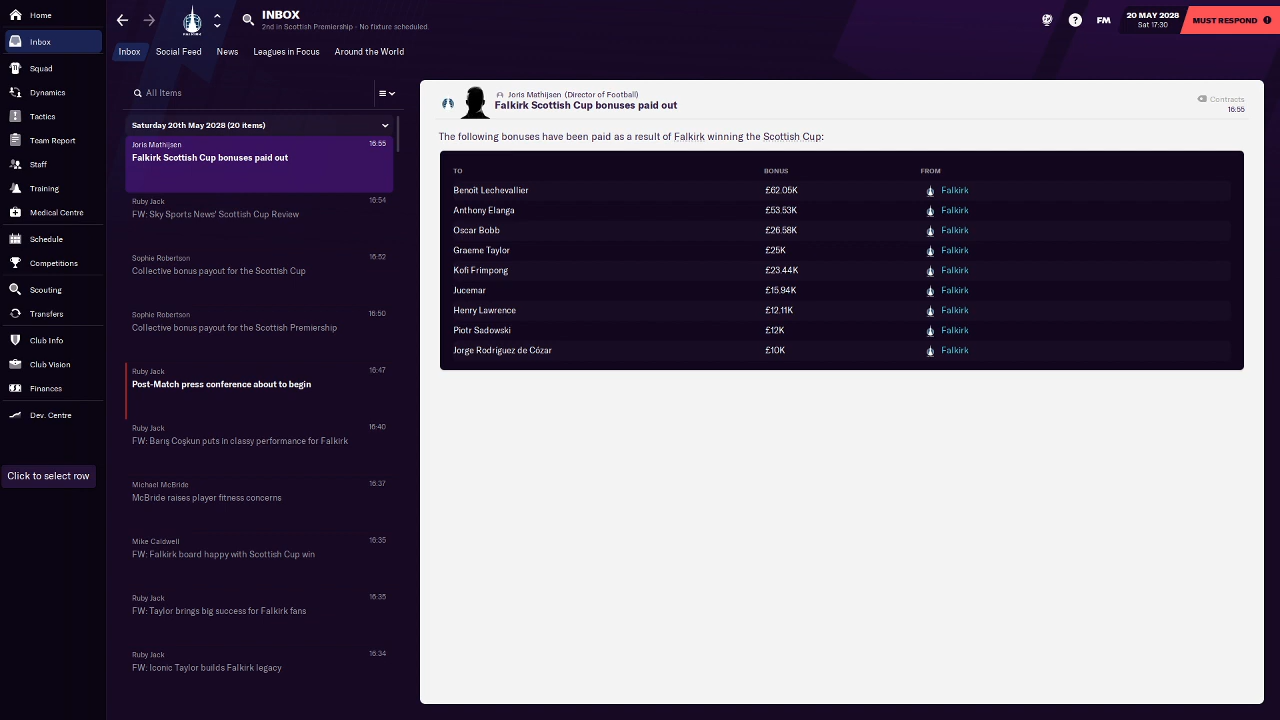 Home
Inbox
Squad
Dynamics
Tactics
Team Report
Staff
Training
Medical Centre
Schedule
Competitions
Scouting
Transfers
Club Info
Club Vision
Finances
Dev. Centre
Click to select row
FALKIRK
INBOX
2nd in Scottish Premiership - No fixture scheduled.
?
FM
20 MAY 2028
Sat 17:30
MUST RESPOND
Inbox
Social Feed
News
Leagues in Focus
Around the World
All Items
Saturday 20th May 2028 (20 items)
Joris Mathijsen 16:55
Falkirk Scottish Cup bonuses paid out
Ruby Jack 16:54
FW: Sky Sports News' Scottish Cup Review
Sophie Robertson 16:52
Collective bonus payout for the Scottish Cup
Sophie Robertson 16:50
Collective bonus payout for the Scottish Premiership
Ruby Jack 16:47
Post-Match press conference about to begin
Ruby Jack 16:40
FW: Barış Coşkun puts in classy performance for Falkirk
Michael McBride 16:37
McBride raises player fitness concerns
Mike Caldwell 16:35
FW: Falkirk board happy with Scottish Cup win
Ruby Jack 16:35
FW: Taylor brings big success for Falkirk fans
Ruby Jack 16:34
FW: Iconic Taylor builds Falkirk legacy
Joris Mathijsen (Director of Football)
Falkirk Scottish Cup bonuses paid out
Contracts
16:55
The following bonuses have been paid as a result of Falkirk winning the Scottish Cup:
TO BONUS FROM
Benoît Lechevallier £62.05K Falkirk
Anthony Elanga £53.53K Falkirk
Oscar Bobb £26.58K Falkirk
Graeme Taylor £25K Falkirk
Kofi Frimpong £23.44K Falkirk
Jucemar £15.94K Falkirk
Henry Lawrence £12.11K Falkirk
Piotr Sadowski £12K Falkirk
Jorge Rodríguez de Cózar £10K Falkirk